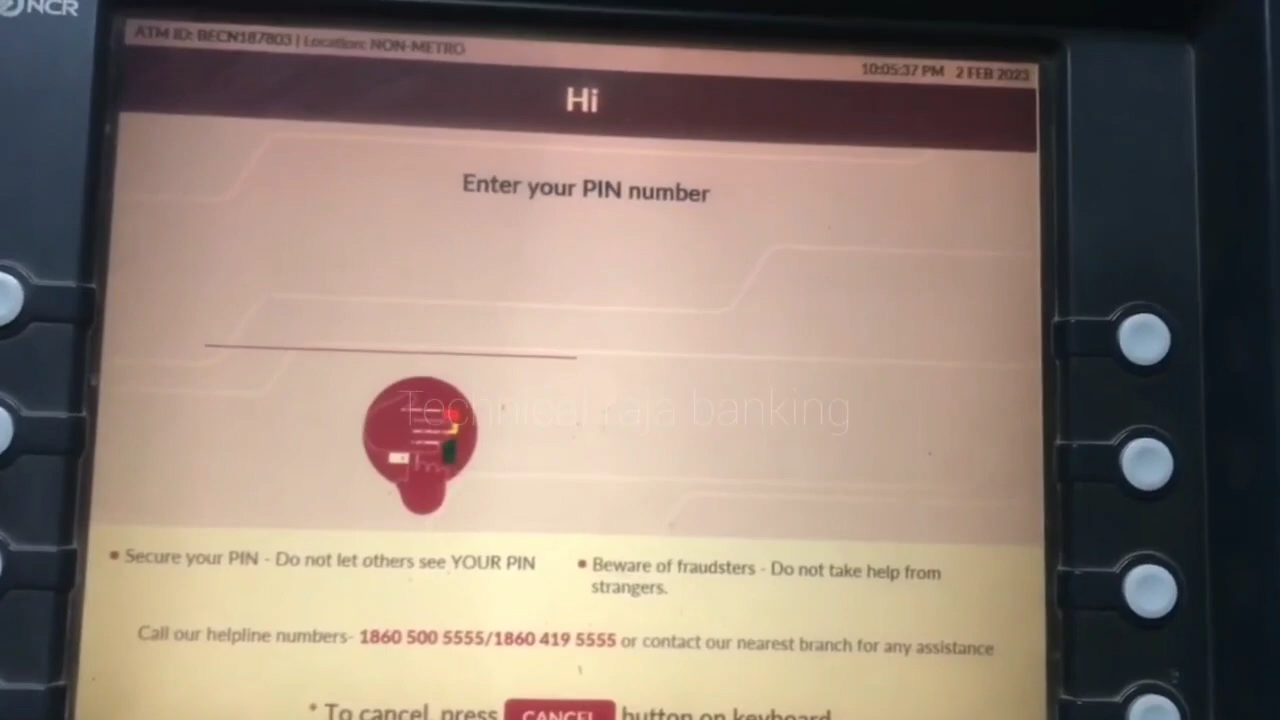 NCR
ATM ID: BECN187803 | Location: NON-METRO
10:05:37 PM 2 FEB 2023
Hi
Enter your PIN number
Technical raja banking
• Secure your PIN - Do not let others see YOUR PIN
• Beware of fraudsters - Do not take help from
strangers.
Call our helpline numbers- 1860 500 5555/1860 419 5555 or contact our nearest branch for any assistance
* To cancel, press CANCEL button on keyboard